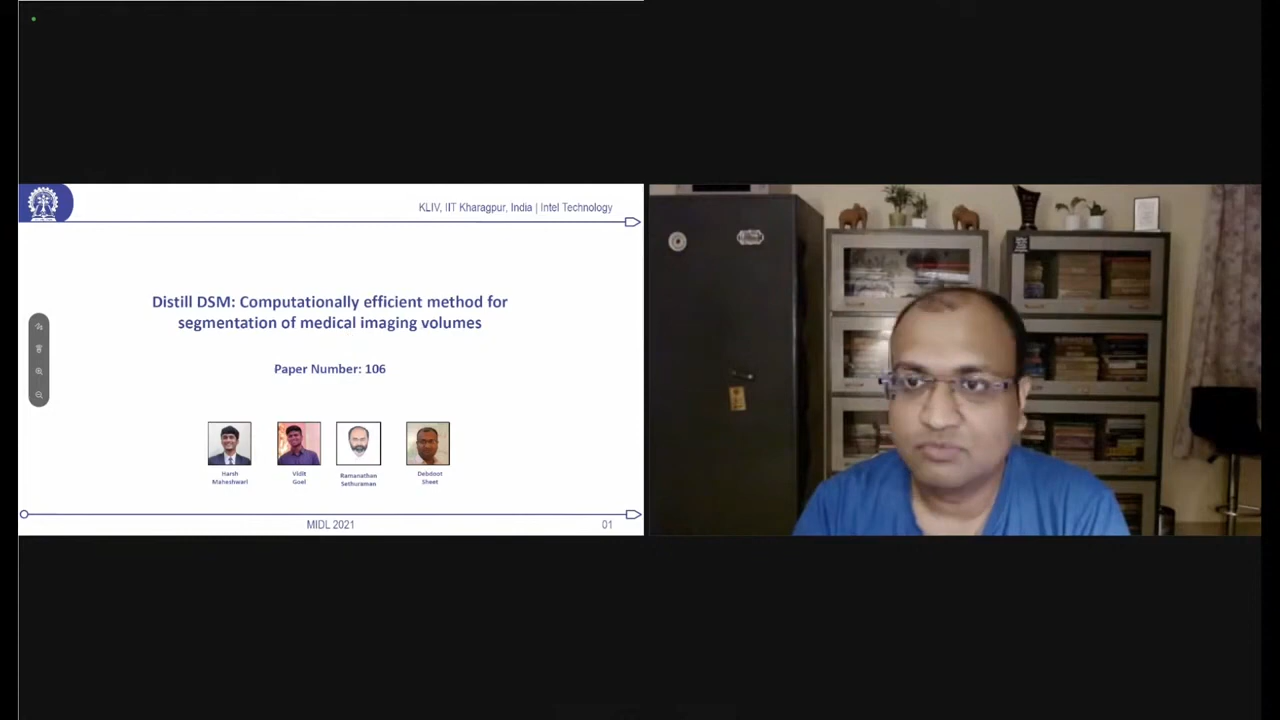 KLIV, IIT Kharagpur, India | Intel Technology
Distill DSM: Computationally efficient method for
segmentation of medical imaging volumes
Paper Number: 106
Harsh
Maheshwari
Vidit
Goel
Ramanathan
Sethuraman
Debdoot
Sheet
MIDL 2021
01